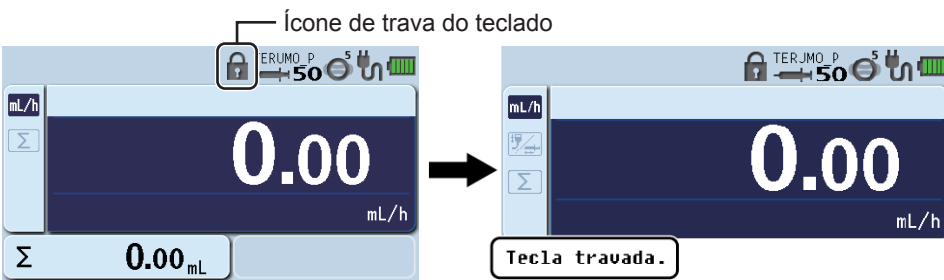 Ícone de trava do teclado
TERUMO_P
50
5
mL/h
Σ
0.00
mL/h
Σ 0.00 mL
TERJMO_P
50
5
mL/h
Σ
0.00
mL/h
Tecla travada.